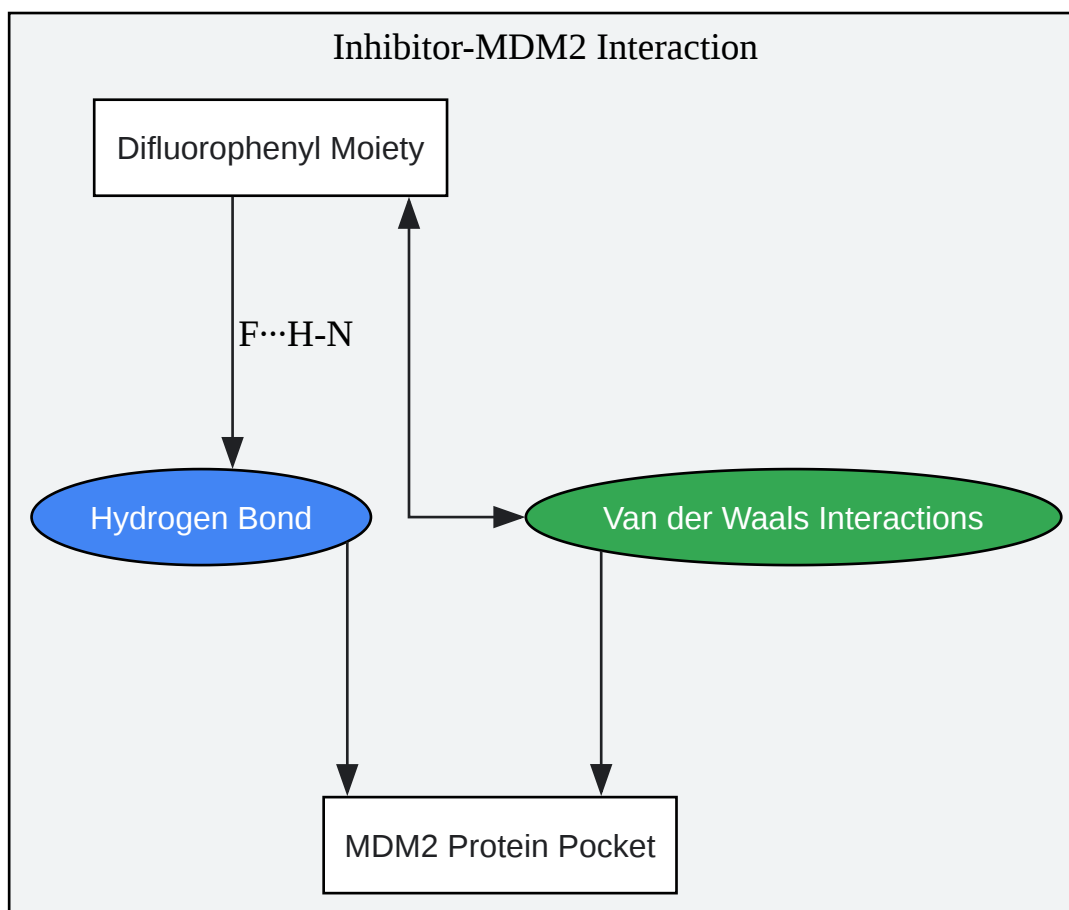 Inhibitor-MDM2 Interaction
Difluorophenyl Moiety
F···H-N
Hydrogen Bond
Van der Waals Interactions
MDM2 Protein Pocket